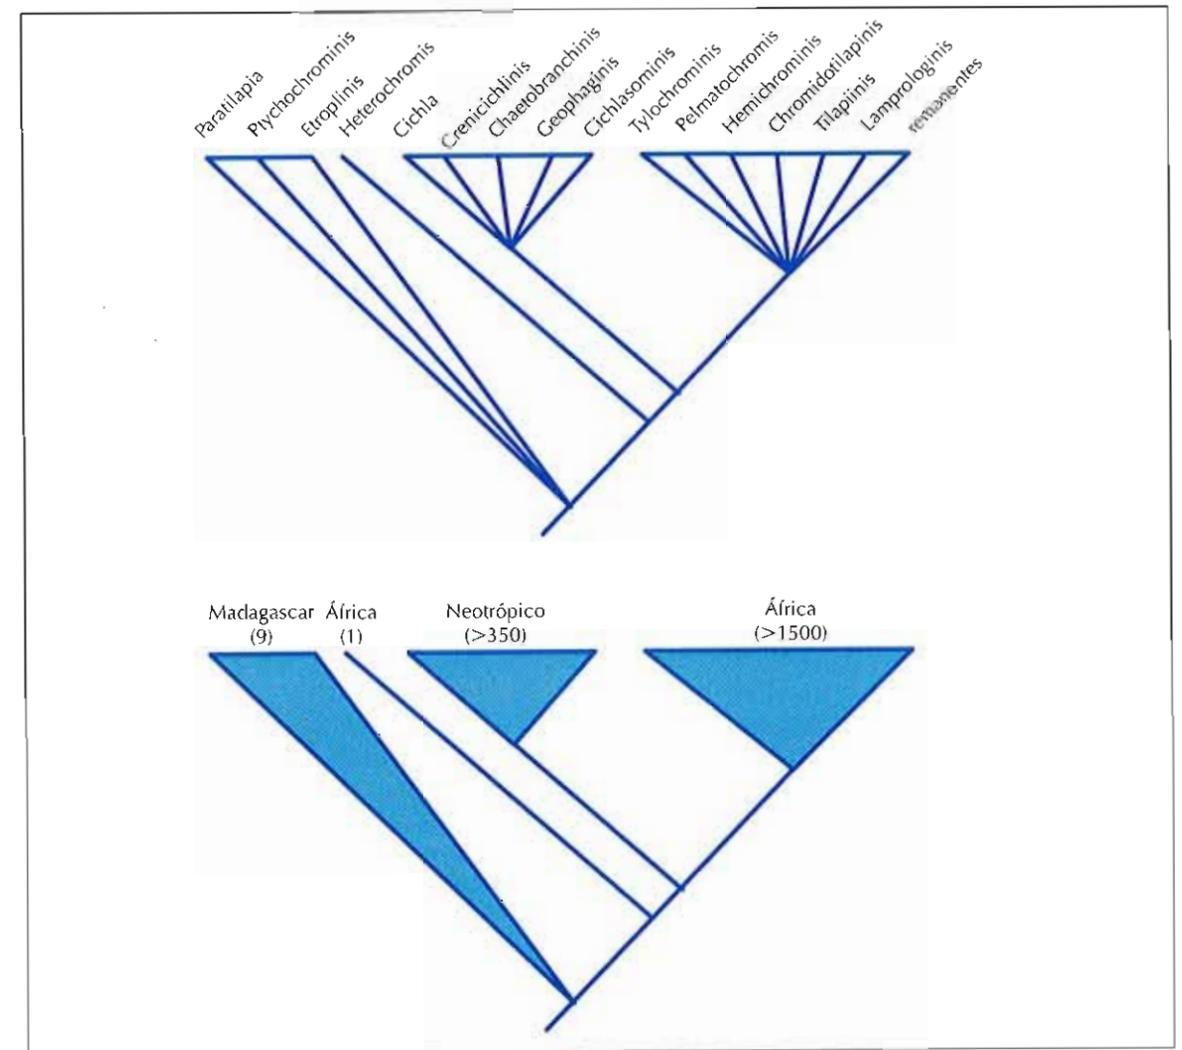 Paratilapia
Ptychochrominis
Etroplinis
Heterochromis
Cichla
Crenicichlinis
Chaetobranchinis
Geophaginis
Cichlasominis
Tylochrominis
Pelmatochromis
Hemichrominis
Chromidotilapinis
Tilapiinis
Lamprologinis
remanentes
Madagascar África Neotrópico África
(9) (1) (>350) (>1500)